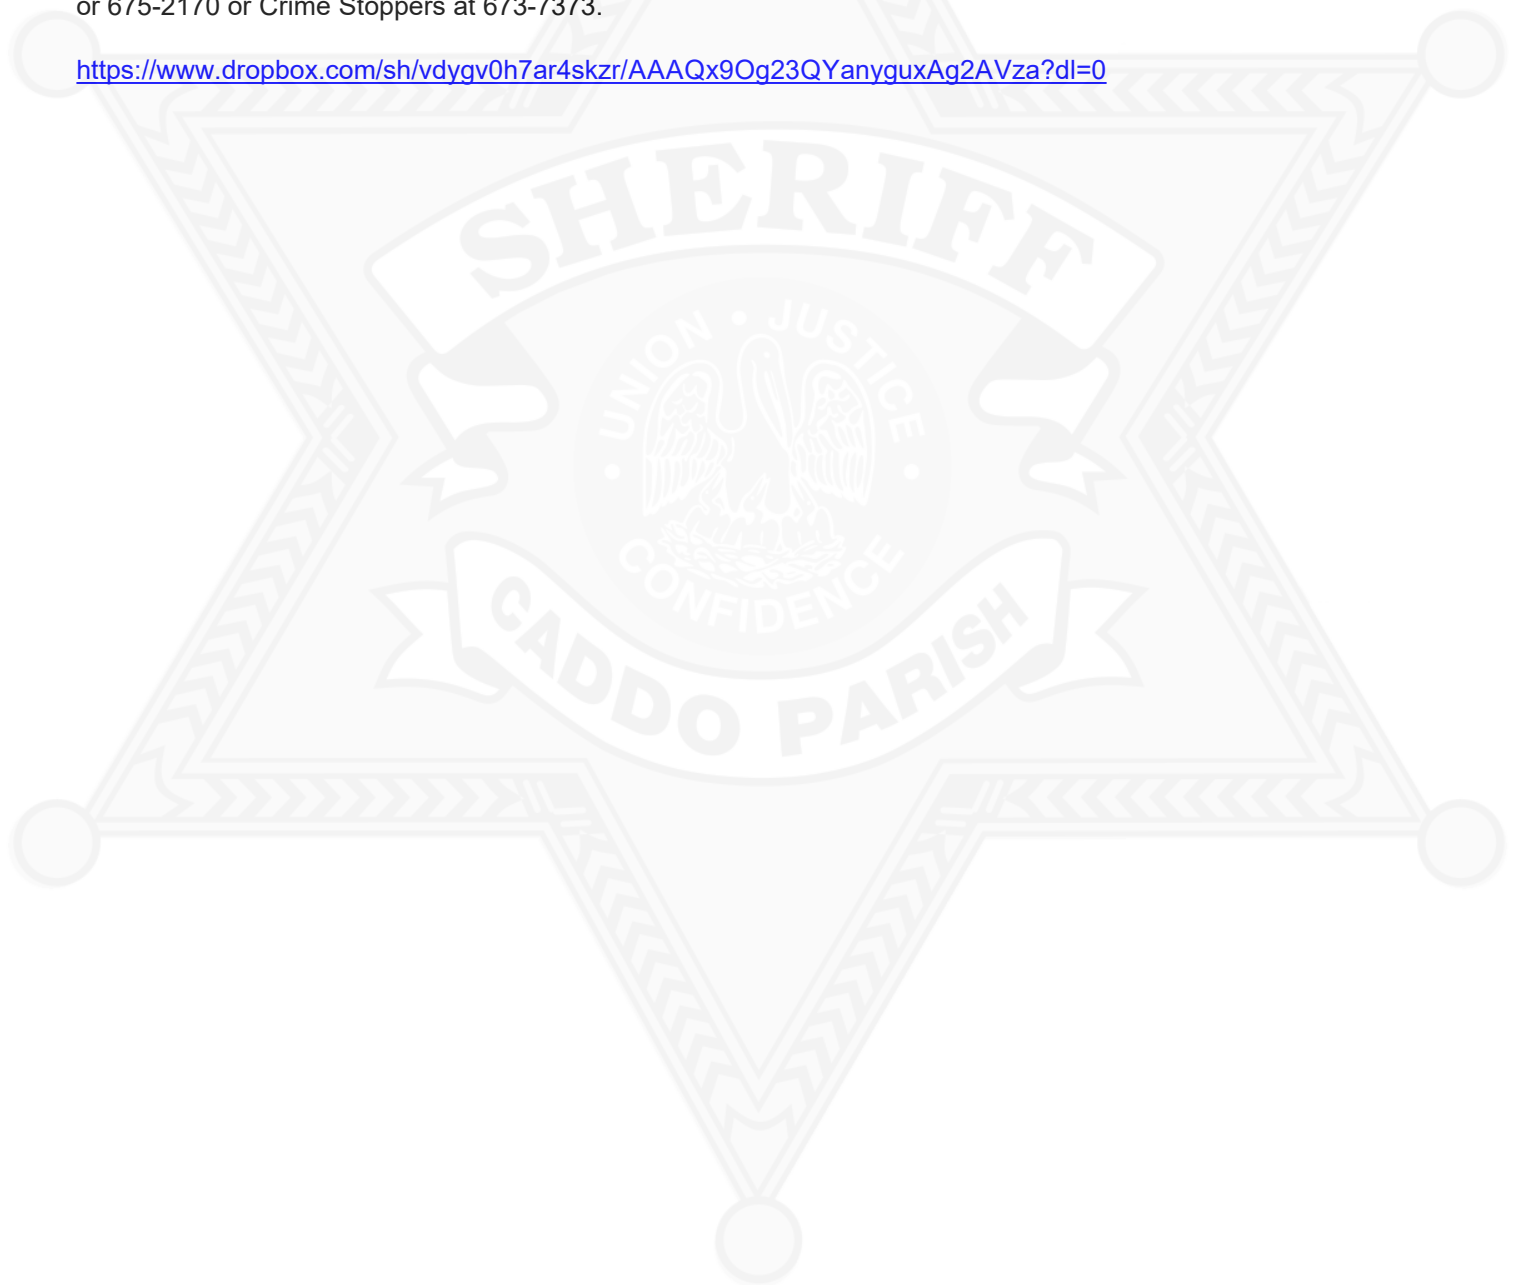 or 675-2170 or Crime Stoppers at 673-7373.
https://www.dropbox.com/sh/vdygv0h7ar4skzr/AAAQx9Og23QYanyguxAg2AVza?dl=0
SHERIFF
UNION • JUSTICE
• CONFIDENCE •
CADDO PARISH